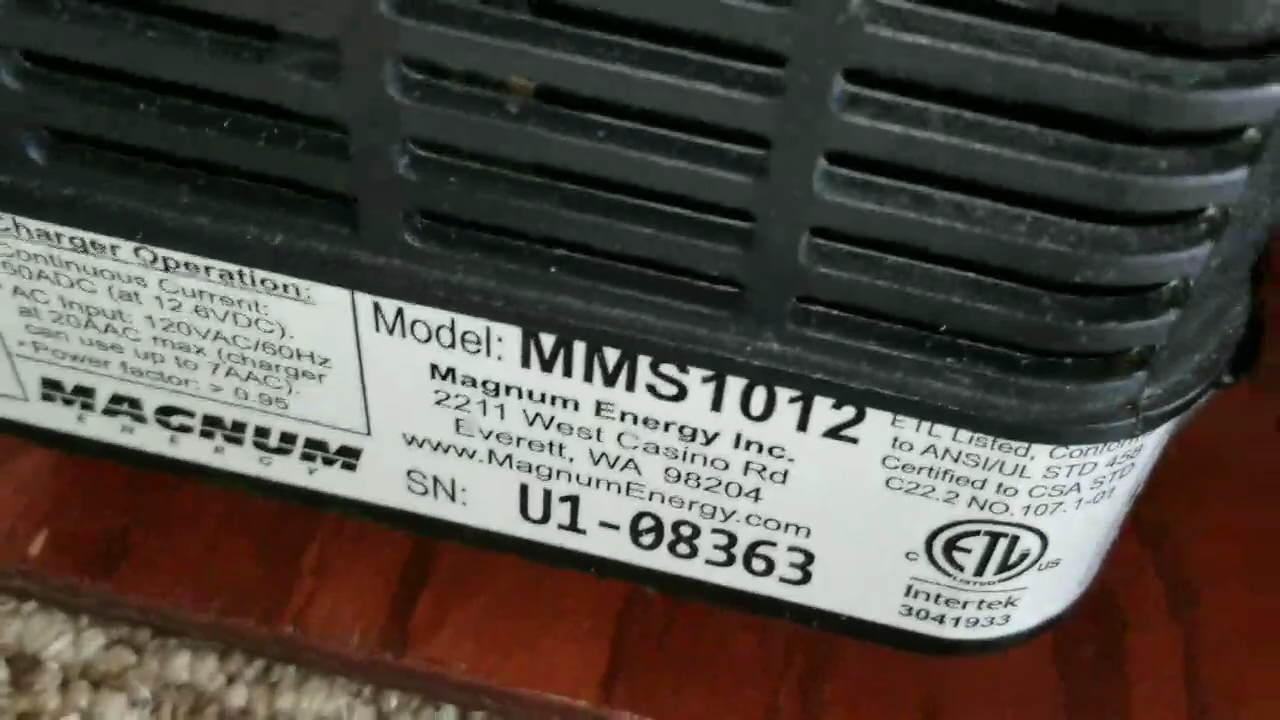 Charger Operation:
Continuous Current:
50ADC (at 12.6VDC).
AC Input: 120VAC/60Hz
at 20AAC max (charger
can use up to 7AAC).
Power factor: > 0.95
MAGNUM
ENERGY
Model: MMS1012
Magnum Energy Inc.
2211 West Casino Rd
Everett, WA 98204
www.MagnumEnergy.com
SN: U1-08363
ETL Listed,
to ANSI/UL STD 458
Certified to CSA STD
C22.2 NO.107.1-01
C ETL US
LISTED
Intertek
3041933